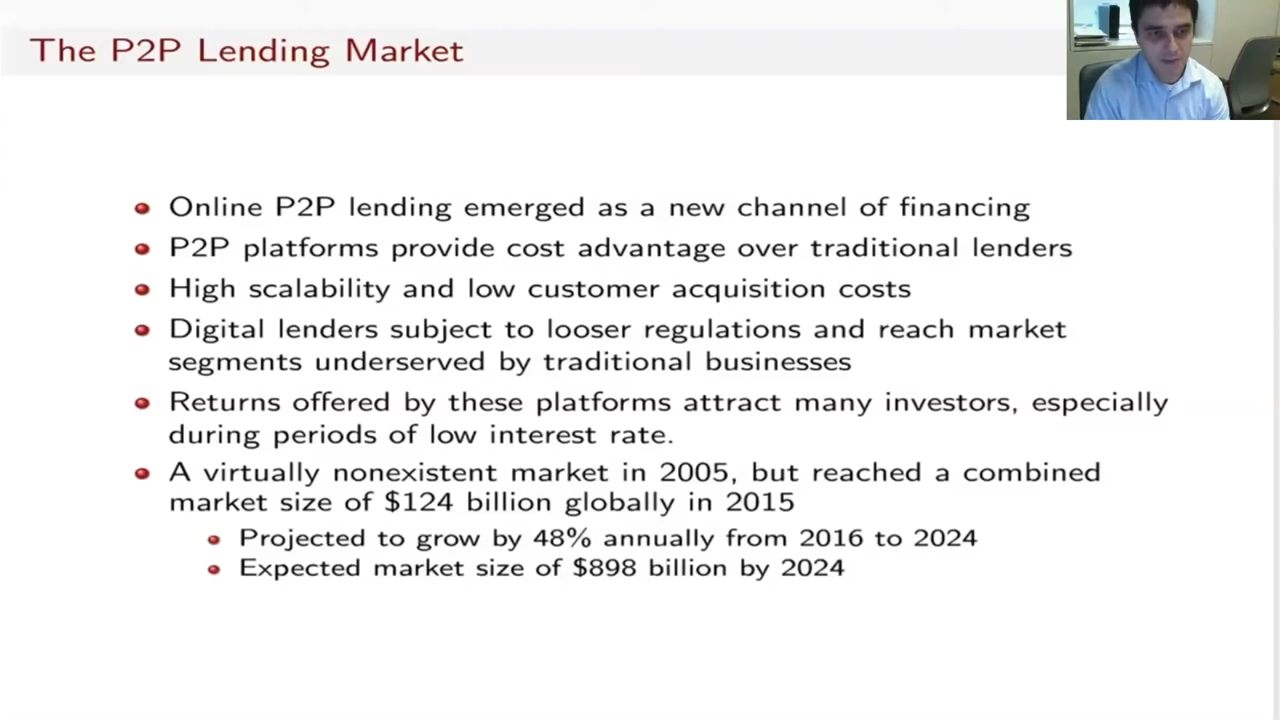 The P2P Lending Market
Online P2P lending emerged as a new channel of financing
P2P platforms provide cost advantage over traditional lenders
High scalability and low customer acquisition costs
Digital lenders subject to looser regulations and reach market
segments underserved by traditional businesses
Returns offered by these platforms attract many investors, especially
during periods of low interest rate.
A virtually nonexistent market in 2005, but reached a combined
market size of $124 billion globally in 2015
Projected to grow by 48% annually from 2016 to 2024
Expected market size of $898 billion by 2024